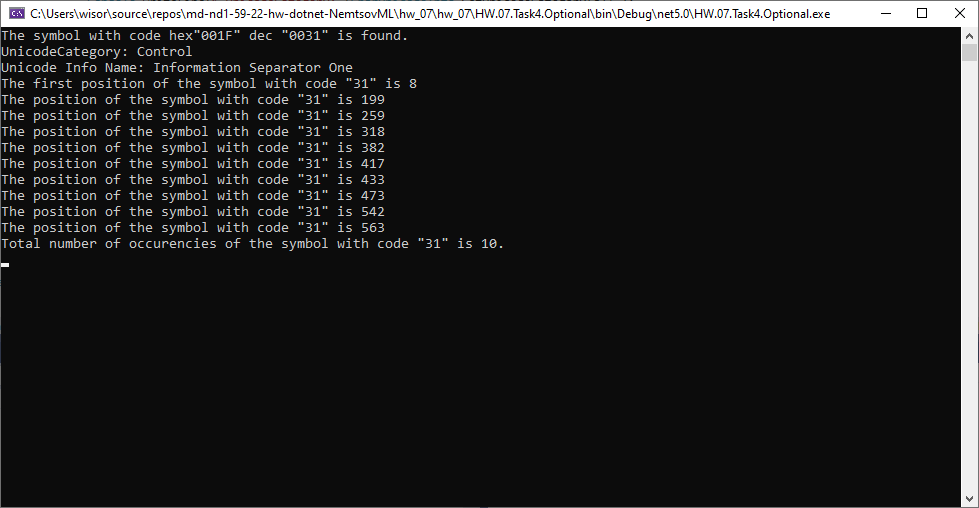 C:\Users\wisor\source\repos\md-nd1-59-22-hw-dotnet-NemtsovML\hw_07\hw_07\HW.07.Task4.Optional\bin\Debug\net5.0\HW.07.Task4.Optional.exe
The symbol with code hex"001F" dec "0031" is found.
UnicodeCategory: Control
Unicode Info Name: Information Separator One
The first position of the symbol with code "31" is 8
The position of the symbol with code "31" is 199
The position of the symbol with code "31" is 259
The position of the symbol with code "31" is 318
The position of the symbol with code "31" is 382
The position of the symbol with code "31" is 417
The position of the symbol with code "31" is 433
The position of the symbol with code "31" is 473
The position of the symbol with code "31" is 542
The position of the symbol with code "31" is 563
Total number of occurencies of the symbol with code "31" is 10.